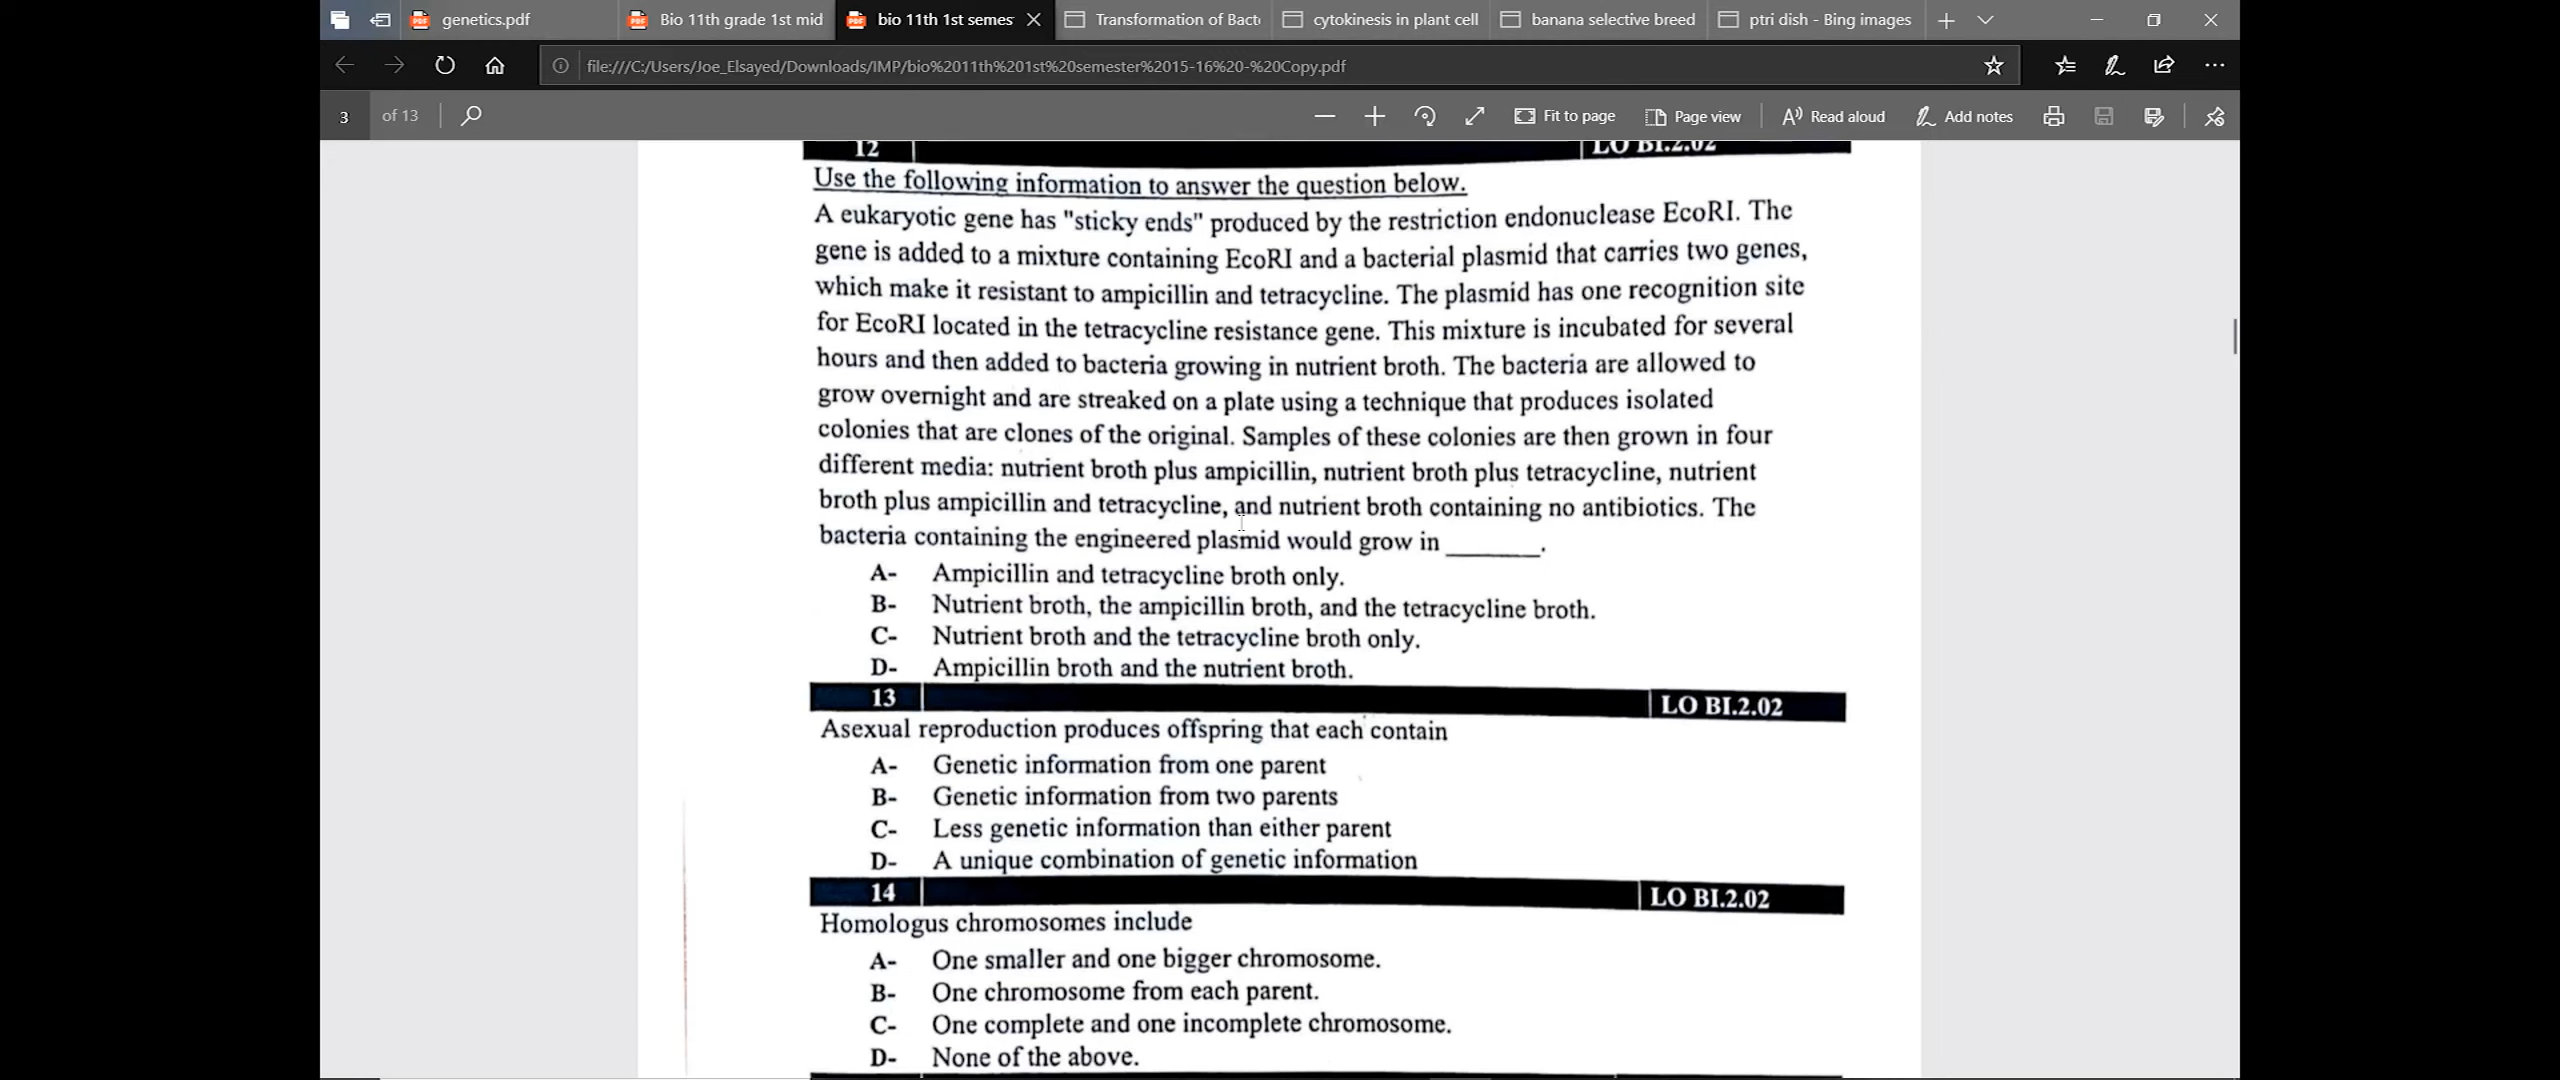 genetics.pdf
Bio 11th grade 1st mid
bio 11th 1st semes
Transformation of Bact
cytokinesis in plant cell
banana selective breed
ptri dish - Bing images
file:///C:/Users/Joe_Elsayed/Downloads/IMP/bio%2011th%201st%20semester%2015-16%20-%20Copy.pdf
3 of 13
Fit to page
Page view
Read aloud
Add notes
12 LO BI.2.02
Use the following information to answer the question below.
A eukaryotic gene has "sticky ends" produced by the restriction endonuclease EcoRI. The
gene is added to a mixture containing EcoRI and a bacterial plasmid that carries two genes,
which make it resistant to ampicillin and tetracycline. The plasmid has one recognition site
for EcoRI located in the tetracycline resistance gene. This mixture is incubated for several
hours and then added to bacteria growing in nutrient broth. The bacteria are allowed to
grow overnight and are streaked on a plate using a technique that produces isolated
colonies that are clones of the original. Samples of these colonies are then grown in four
different media: nutrient broth plus ampicillin, nutrient broth plus tetracycline, nutrient
broth plus ampicillin and tetracycline, and nutrient broth containing no antibiotics. The
bacteria containing the engineered plasmid would grow in _______.
A- Ampicillin and tetracycline broth only.
B- Nutrient broth, the ampicillin broth, and the tetracycline broth.
C- Nutrient broth and the tetracycline broth only.
D- Ampicillin broth and the nutrient broth.
13 LO BI.2.02
Asexual reproduction produces offspring that each contain
A- Genetic information from one parent
B- Genetic information from two parents
C- Less genetic information than either parent
D- A unique combination of genetic information
14 LO BI.2.02
Homologus chromosomes include
A- One smaller and one bigger chromosome.
B- One chromosome from each parent.
C- One complete and one incomplete chromosome.
D- None of the above.